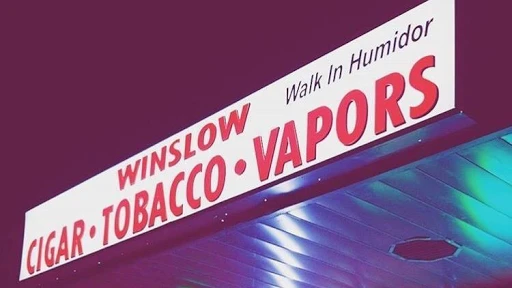 Walk In Humidor
WINSLOW
CIGAR • TOBACCO • VAPORS